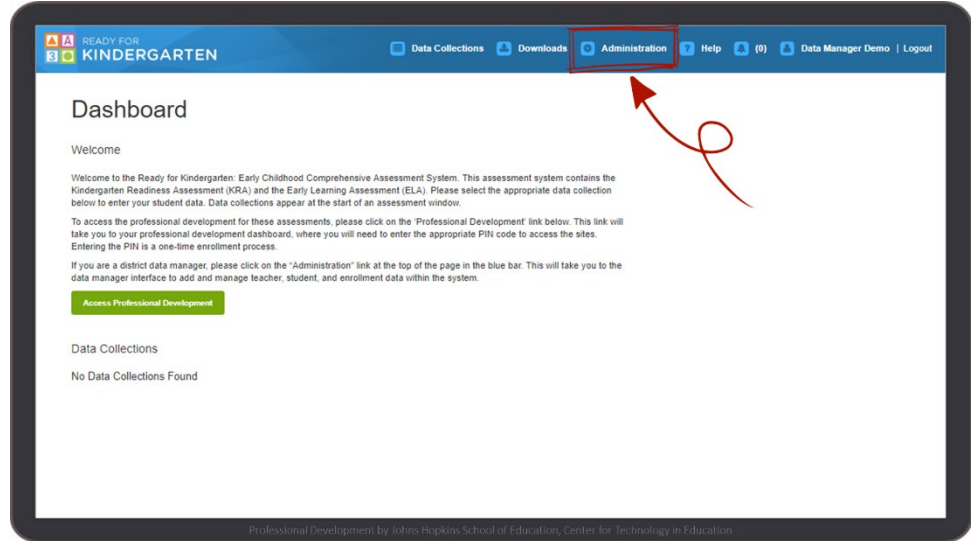 READY FOR
KINDERGARTEN
Data Collections Downloads Administration Help (0) Data Manager Demo | Logout
Dashboard
Welcome
Welcome to the Ready for Kindergarten: Early Childhood Comprehensive Assessment System. This assessment system contains the
Kindergarten Readiness Assessment (KRA) and the Early Learning Assessment (ELA). Please select the appropriate data collection
below to enter your student data. Data collections appear at the start of an assessment window.
To access the professional development for these assessments, please click on the 'Professional Development' link below. This link will
take you to your professional development dashboard, where you will need to enter the appropriate PIN code to access the sites.
Entering the PIN is a one-time enrollment process.
If you are a district data manager, please click on the "Administration" link at the top of the page in the blue bar. This will take you to the
data manager interface to add and manage teacher, student, and enrollment data within the system.
Access Professional Development
Data Collections
No Data Collections Found
Professional Development by Johns Hopkins School of Education, Center for Technology in Education